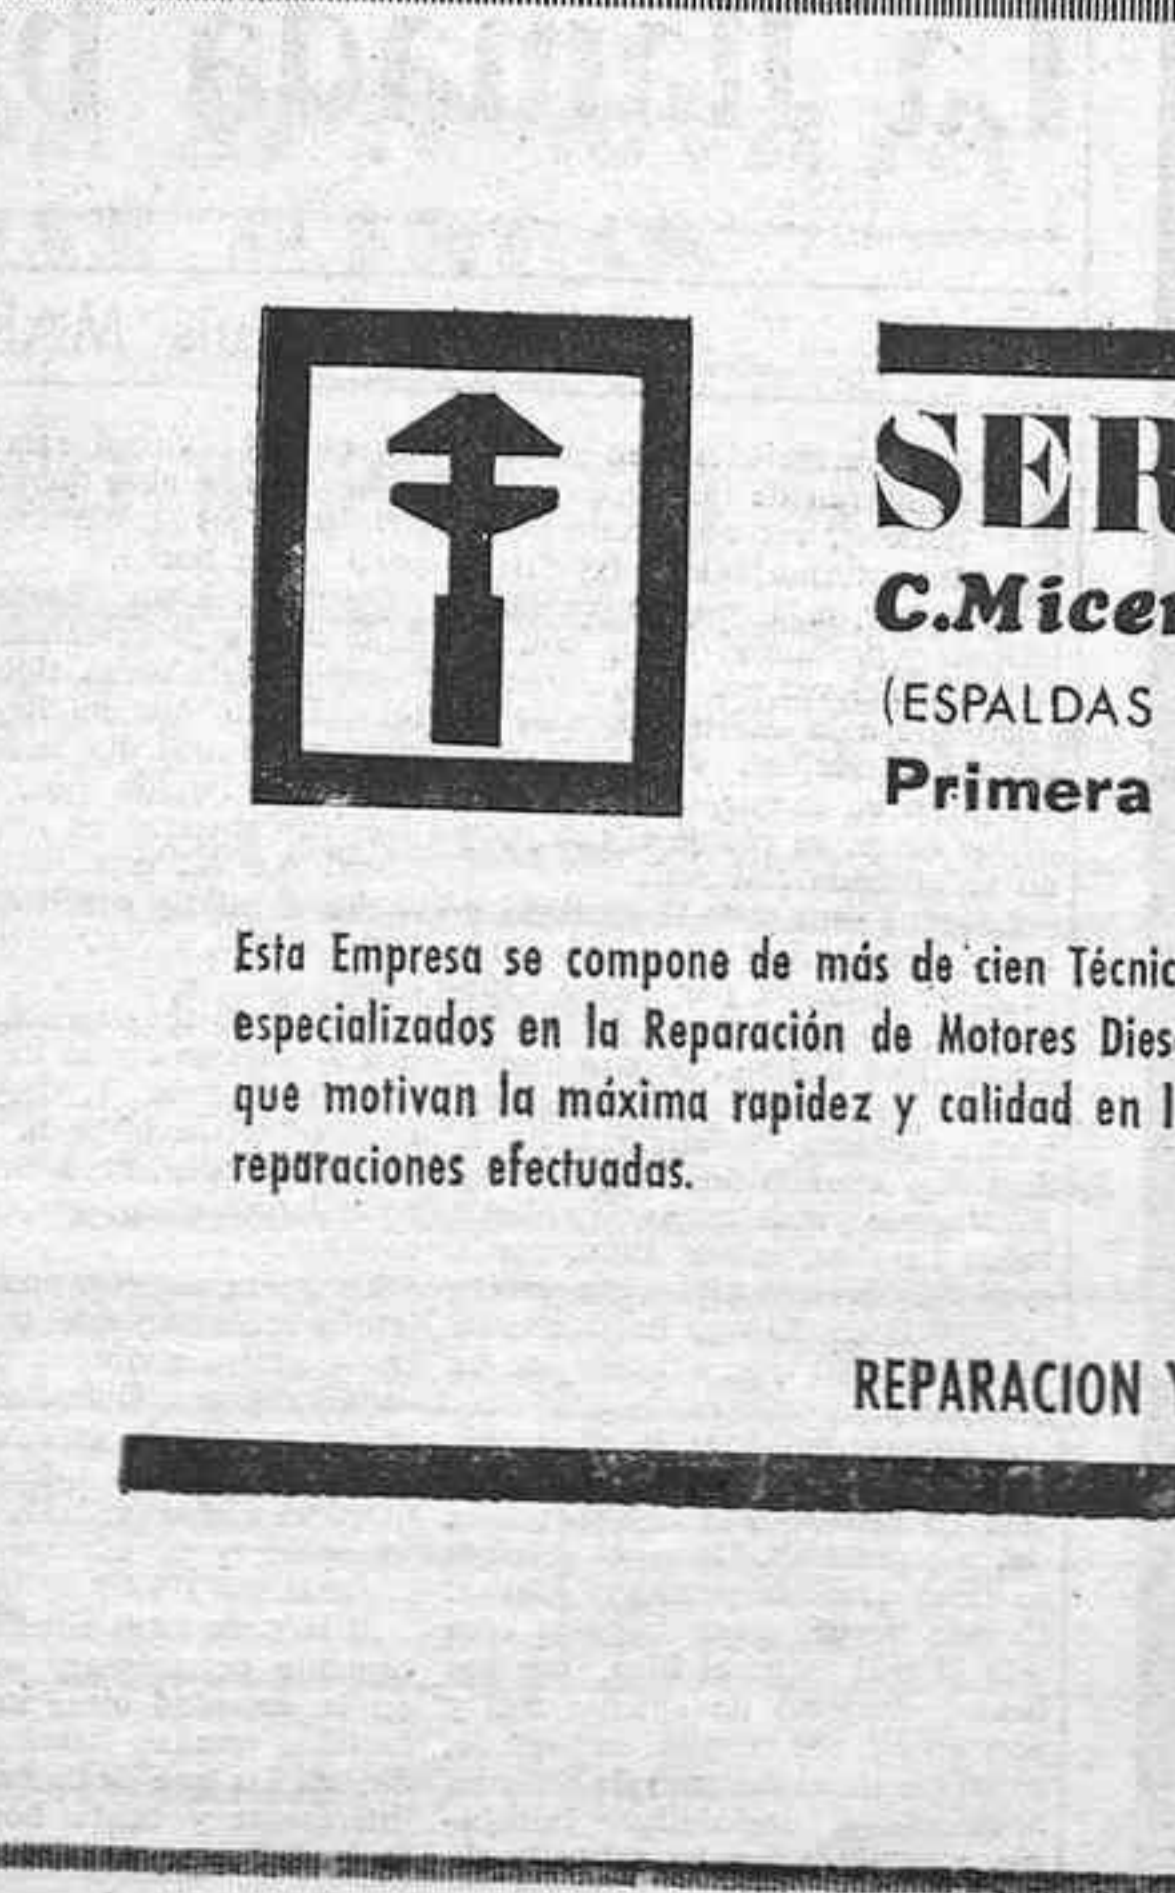 SER
C.Micer
(ESPALDAS
Primera
Esta Empresa se compone de más de cien Técnic
especializados en la Reparación de Motores Dies
que motivan la máxima rapidez y calidad en l
reparaciones efectuadas.
REPARACION Y